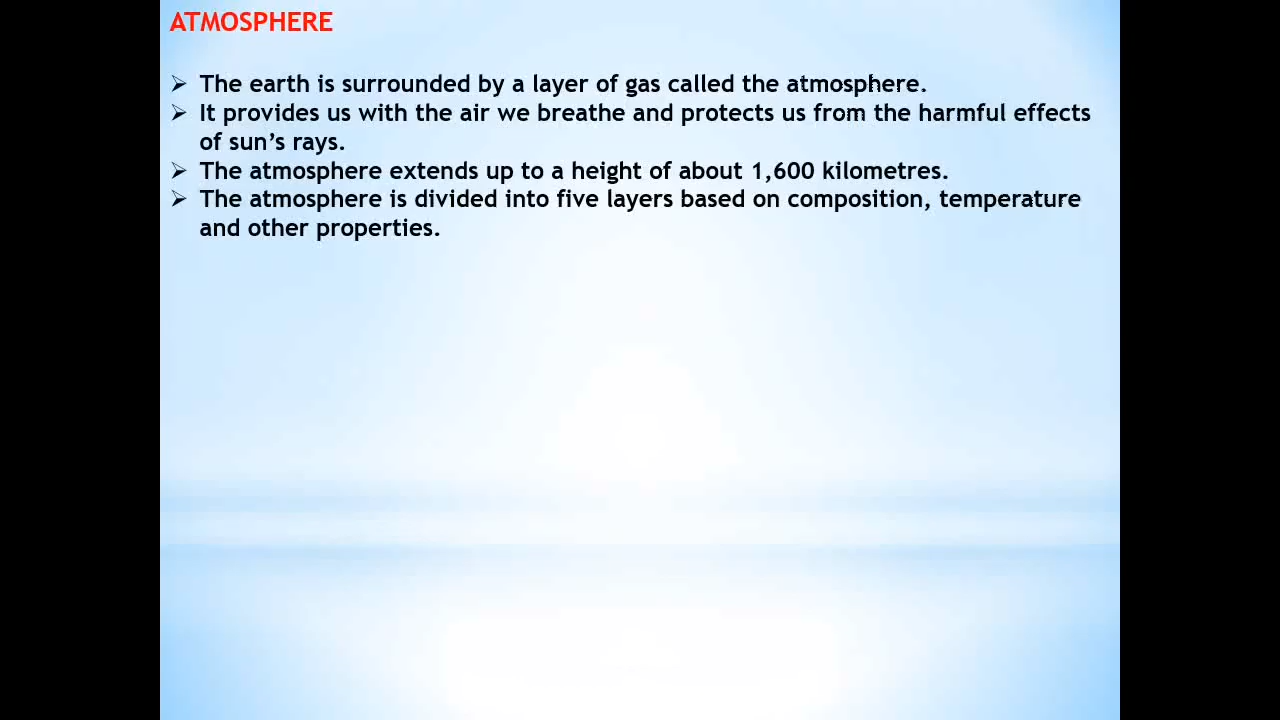 ATMOSPHERE
➢ The earth is surrounded by a layer of gas called the atmosphere.
➢ It provides us with the air we breathe and protects us from the harmful effects
of sun’s rays.
➢ The atmosphere extends up to a height of about 1,600 kilometres.
➢ The atmosphere is divided into five layers based on composition, temperature
and other properties.